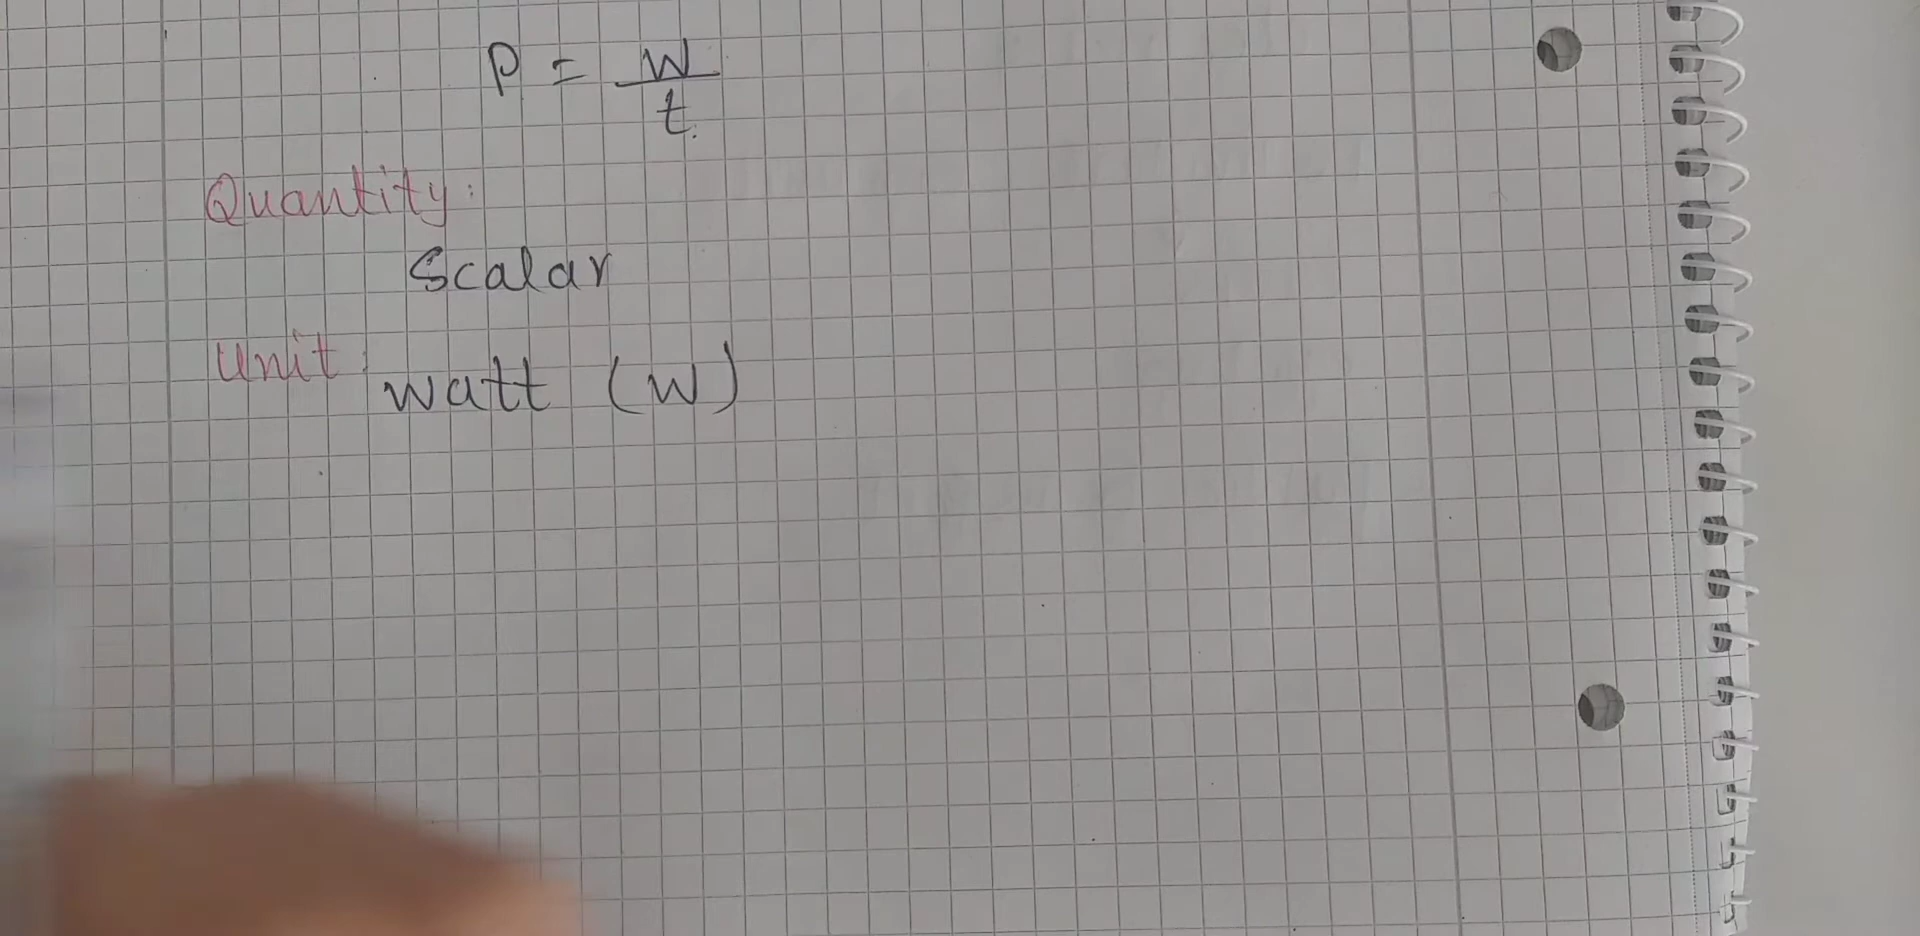 P = W/t.
Quantity:
Scalar
Unit: Watt (W)